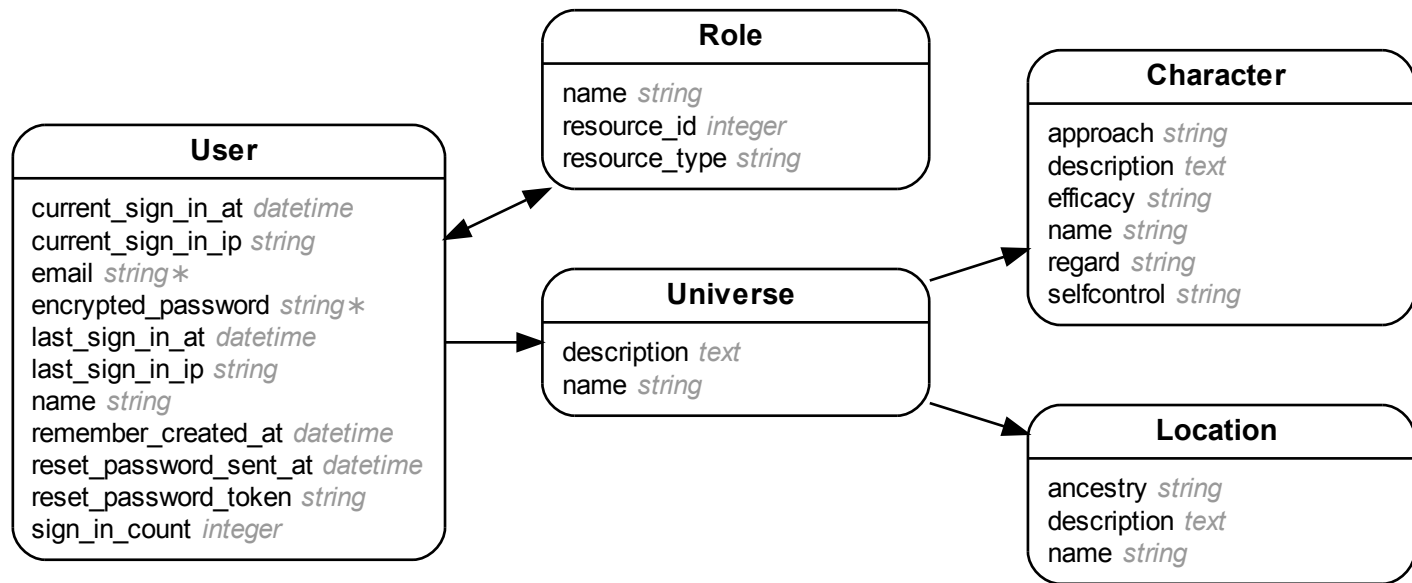 User
current_sign_in_at datetime
current_sign_in_ip string
email string∗
encrypted_password string∗
last_sign_in_at datetime
last_sign_in_ip string
name string
remember_created_at datetime
reset_password_sent_at datetime
reset_password_token string
sign_in_count integer
Role
name string
resource_id integer
resource_type string
Universe
description text
name string
Character
approach string
description text
efficacy string
name string
regard string
selfcontrol string
Location
ancestry string
description text
name string